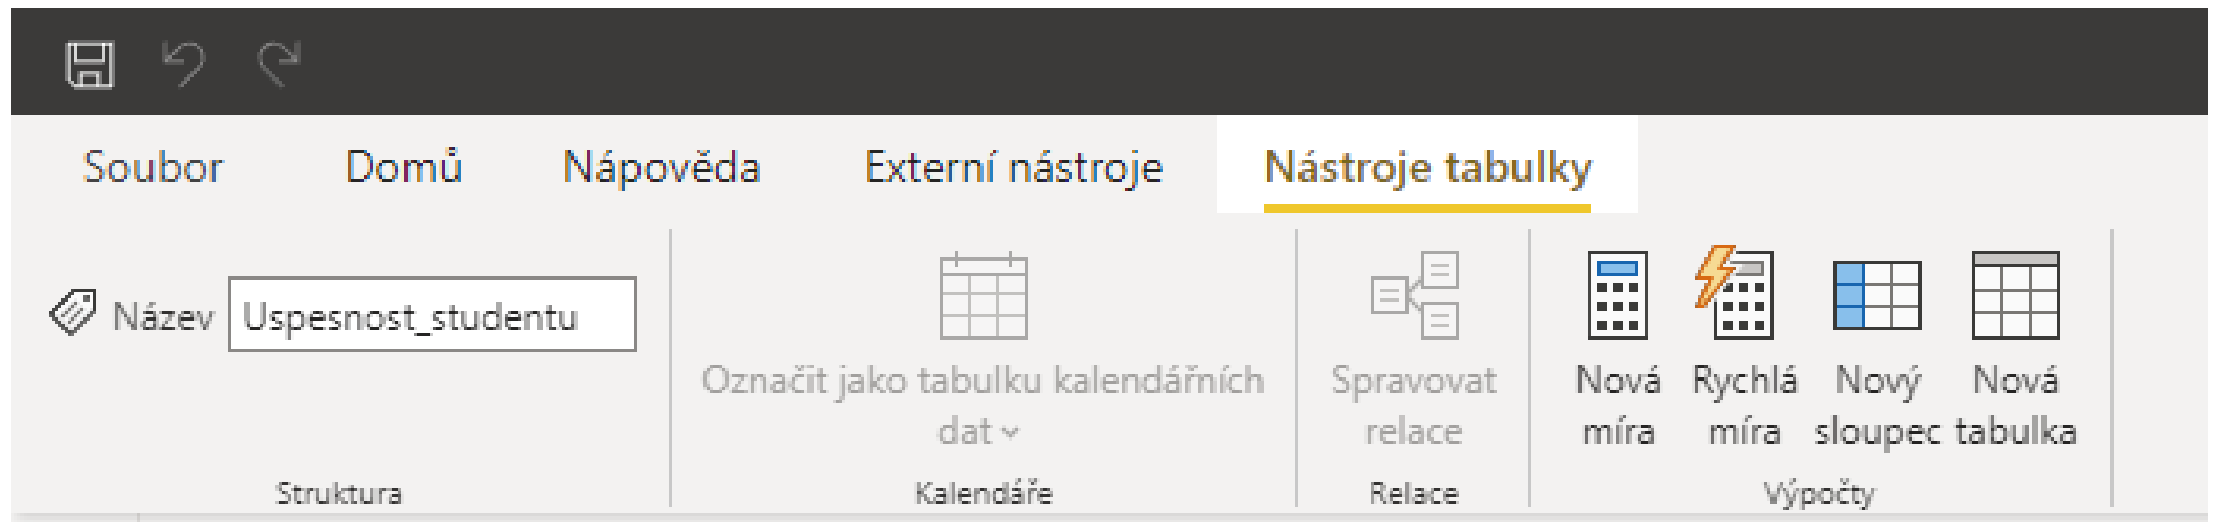 Soubor Domů Nápověda Externí nástroje Nástroje tabulky
Název Uspesnost_studentu
Označit jako tabulku kalendářních
dat
Spravovat
relace
Nová
míra
Rychlá
míra
Nový
sloupec
Nová
tabulka
Struktura Kalendáře Relace Výpočty